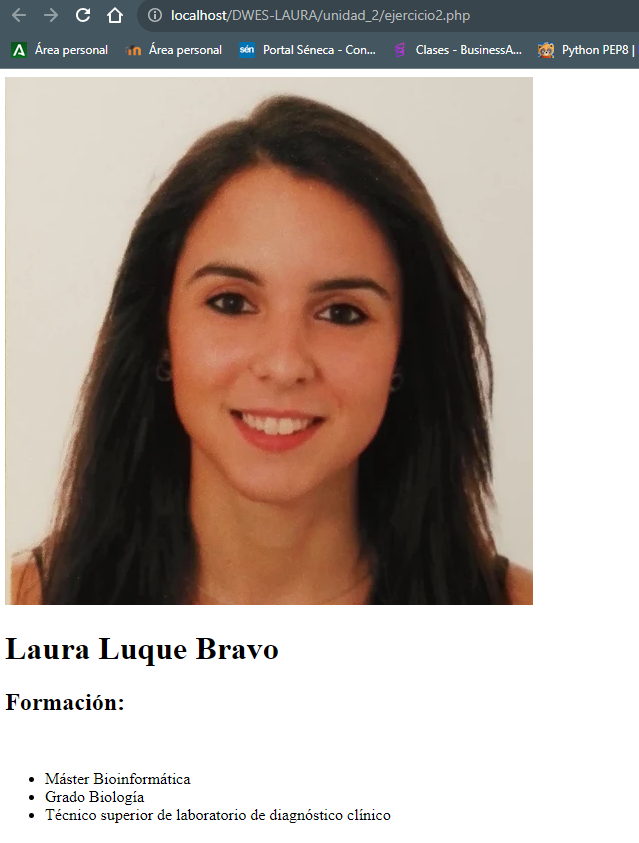 localhost/DWES-LAURA/unidad_2/ejercicio2.php
Área personal Área personal sén Portal Séneca - Con... Clases - BusinessA... Python PEP8 |
Laura Luque Bravo
Formación:
Máster Bioinformática
Grado Biología
Técnico superior de laboratorio de diagnóstico clínico